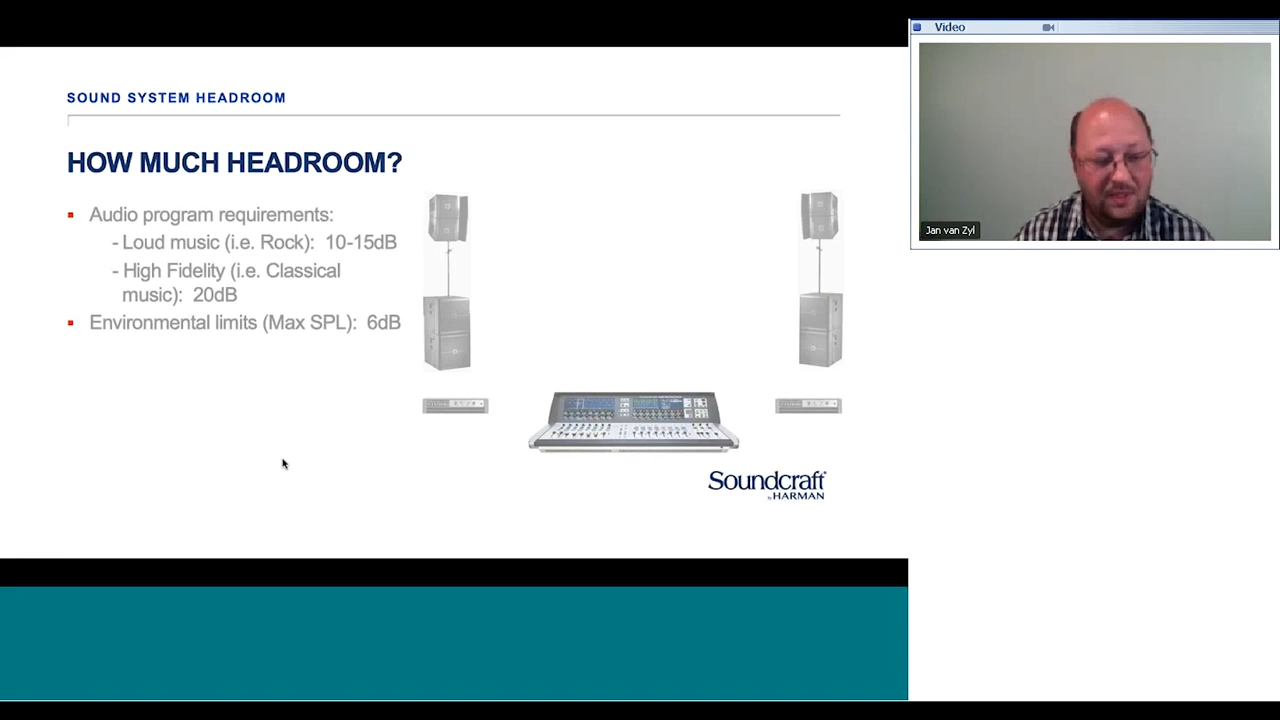 SOUND SYSTEM HEADROOM
HOW MUCH HEADROOM?
Audio program requirements:
- Loud music (i.e. Rock): 10-15dB
- High Fidelity (i.e. Classical
music): 20dB
Environmental limits (Max SPL): 6dB
Soundcraft
by HARMAN
Video
Jan van Zyl